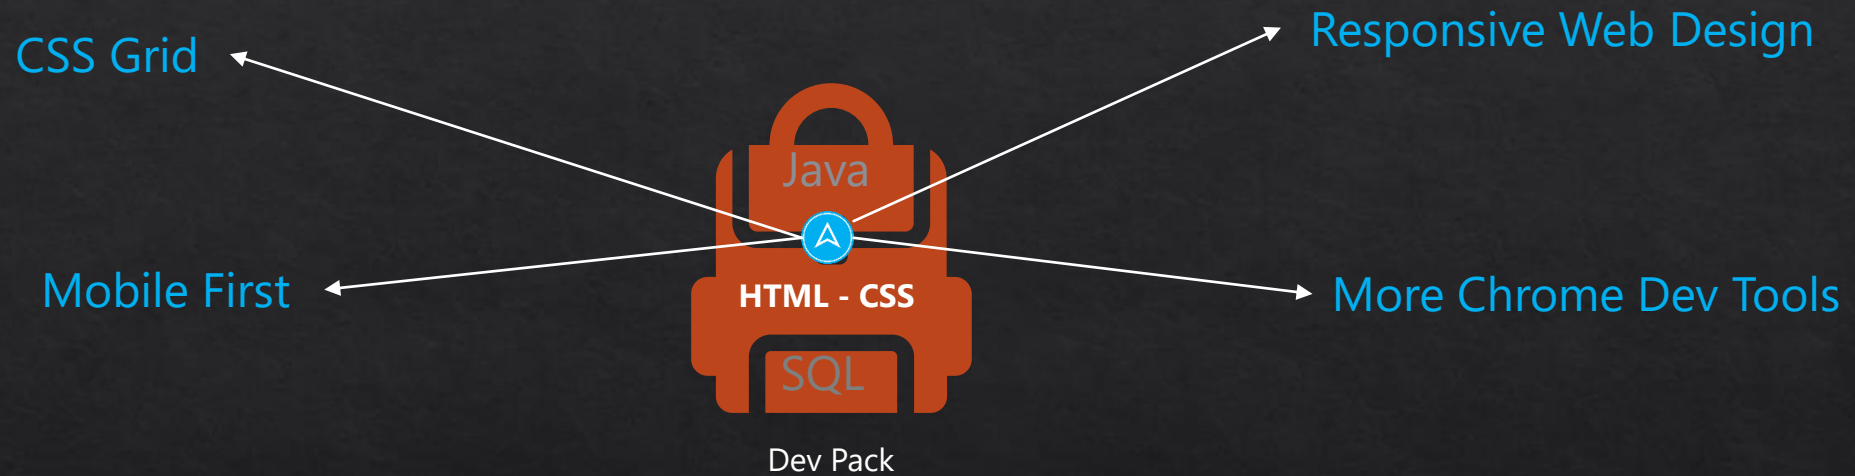 CSS Grid
Responsive Web Design
Java
Mobile First
HTML - CSS
More Chrome Dev Tools
SQL
Dev Pack